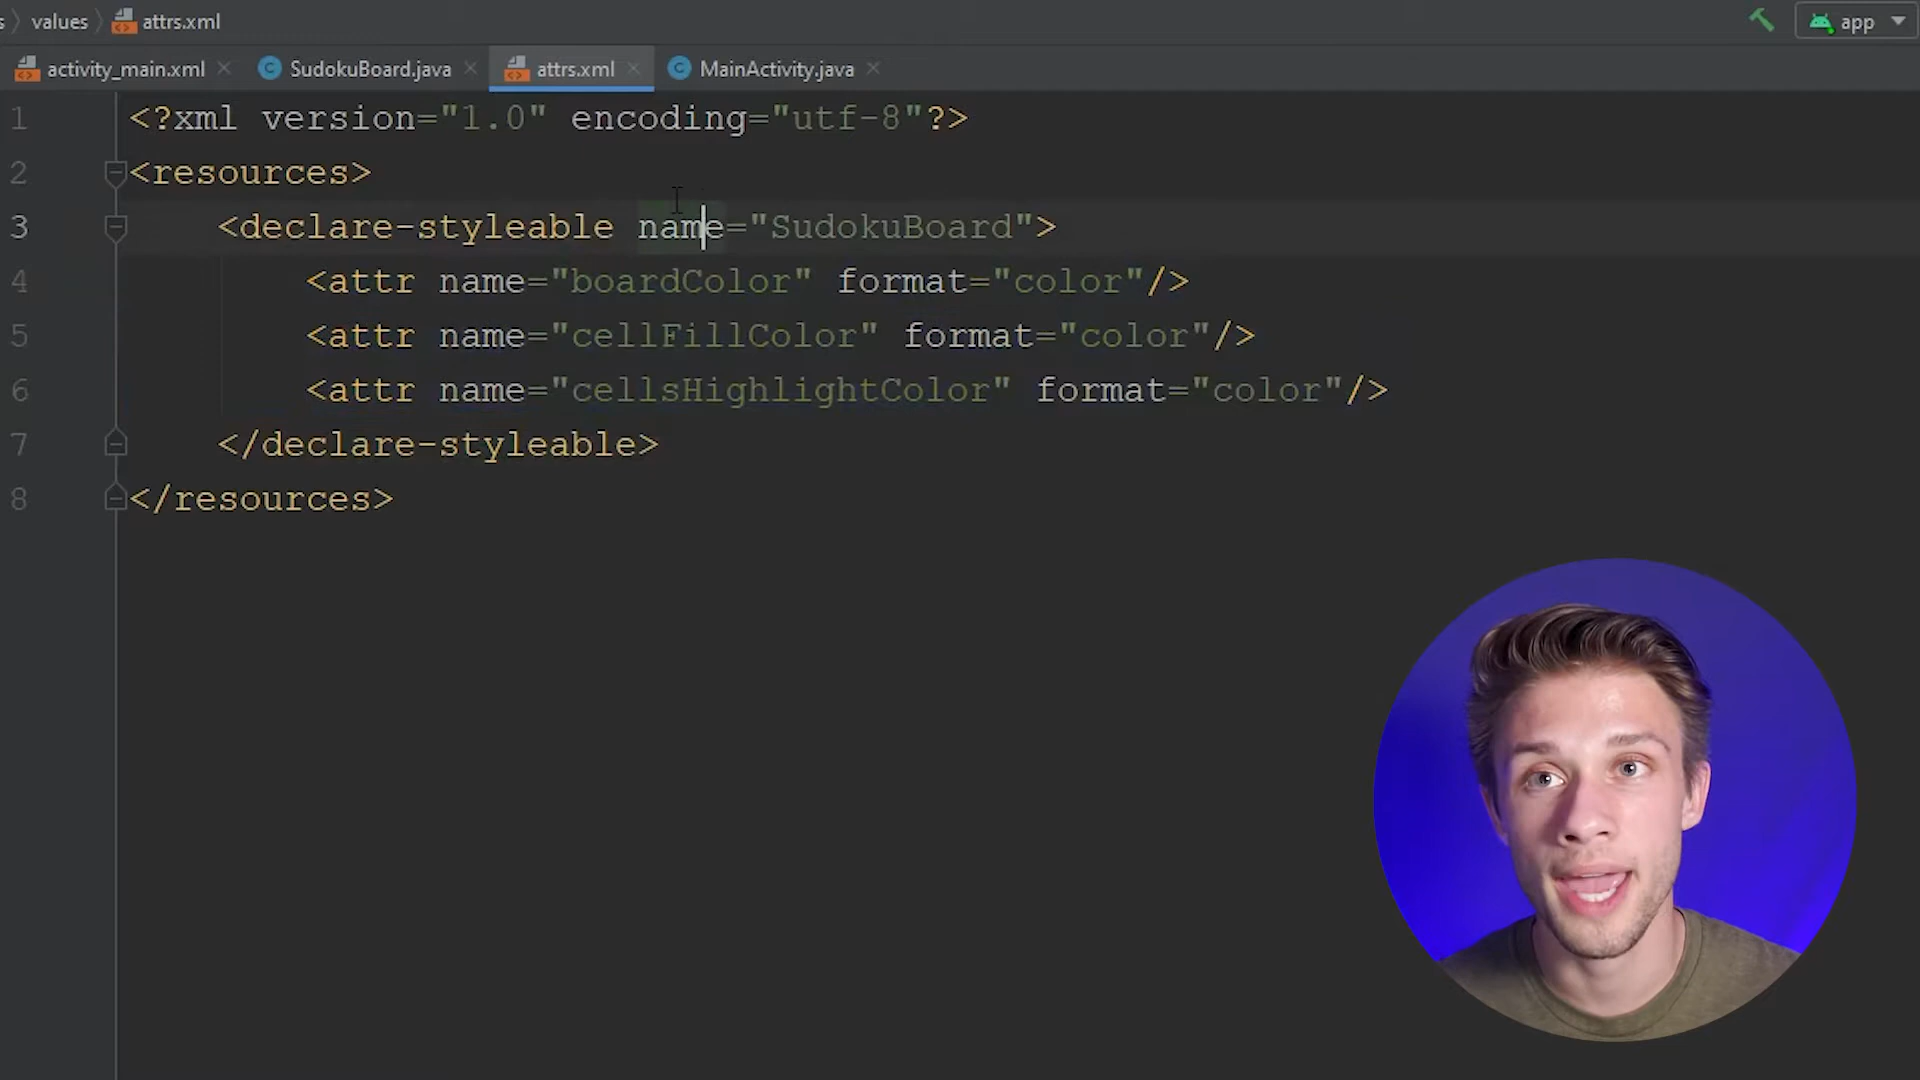 values attrs.xml app
activity_main.xml SudokuBoard.java attrs.xml MainActivity.java
1 <?xml version="1.0" encoding="utf-8"?>
2 <resources>
3 <declare-styleable name="SudokuBoard">
4 <attr name="boardColor" format="color"/>
5 <attr name="cellFillColor" format="color"/>
6 <attr name="cellsHighlightColor" format="color"/>
7 </declare-styleable>
8 </resources>